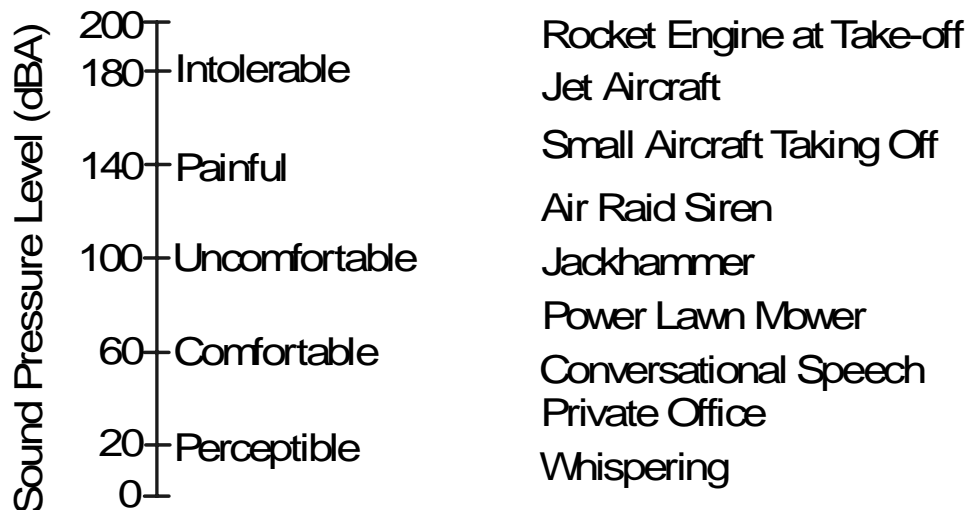 Sound Pressure Level (dBA)
200
Rocket Engine at Take-off
180 Intolerable
Jet Aircraft
Small Aircraft Taking Off
140 Painful
Air Raid Siren
100 Uncomfortable
Jackhammer
Power Lawn Mower
60 Comfortable
Conversational Speech
Private Office
20 Perceptible
Whispering
0